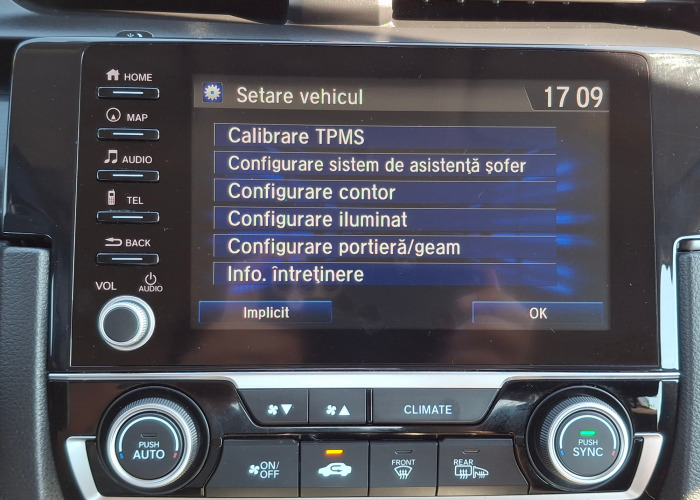 HOME
MAP
AUDIO
TEL
BACK
VOL
AUDIO
Setare vehicul
17 09
Calibrare TPMS
Configurare sistem de asistență șofer
Configurare contor
Configurare iluminat
Configurare portieră/geam
Info. întreținere
Implicit
OK
CLIMATE
PUSH
AUTO
ON/
OFF
FRONT
REAR
PUSH
SYNC